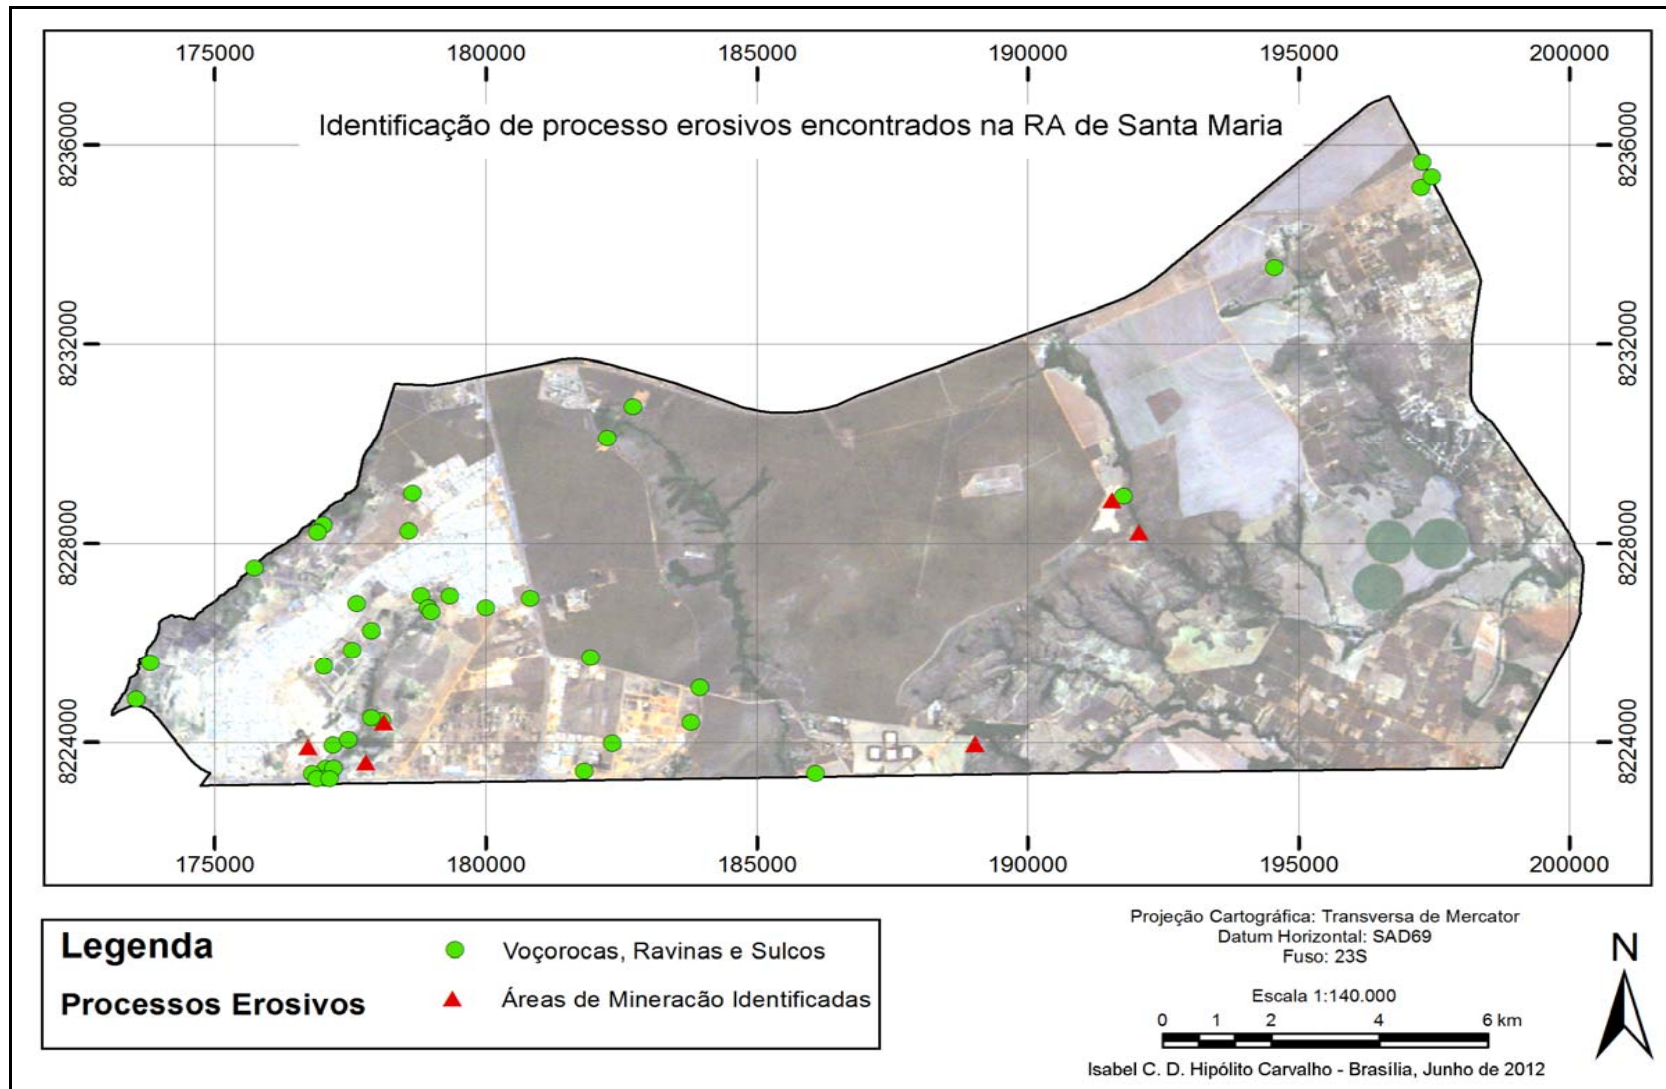 175000 180000 185000 190000 195000 200000
Identificação de processo erosivos encontrados na RA de Santa Maria
8236000 8236000
8232000 8232000
8228000 8228000
8224000 8224000
175000 180000 185000 190000 195000 200000
Legenda
Processos Erosivos
Voçorocas, Ravinas e Sulcos
Áreas de Mineracão Identificadas
Projeção Cartográfica: Transversa de Mercator
Datum Horizontal: SAD69
Fuso: 23S
Escala 1:140.000
0 1 2 4 6 km
Isabel C. D. Hipólito Carvalho - Brasília, Junho de 2012
N